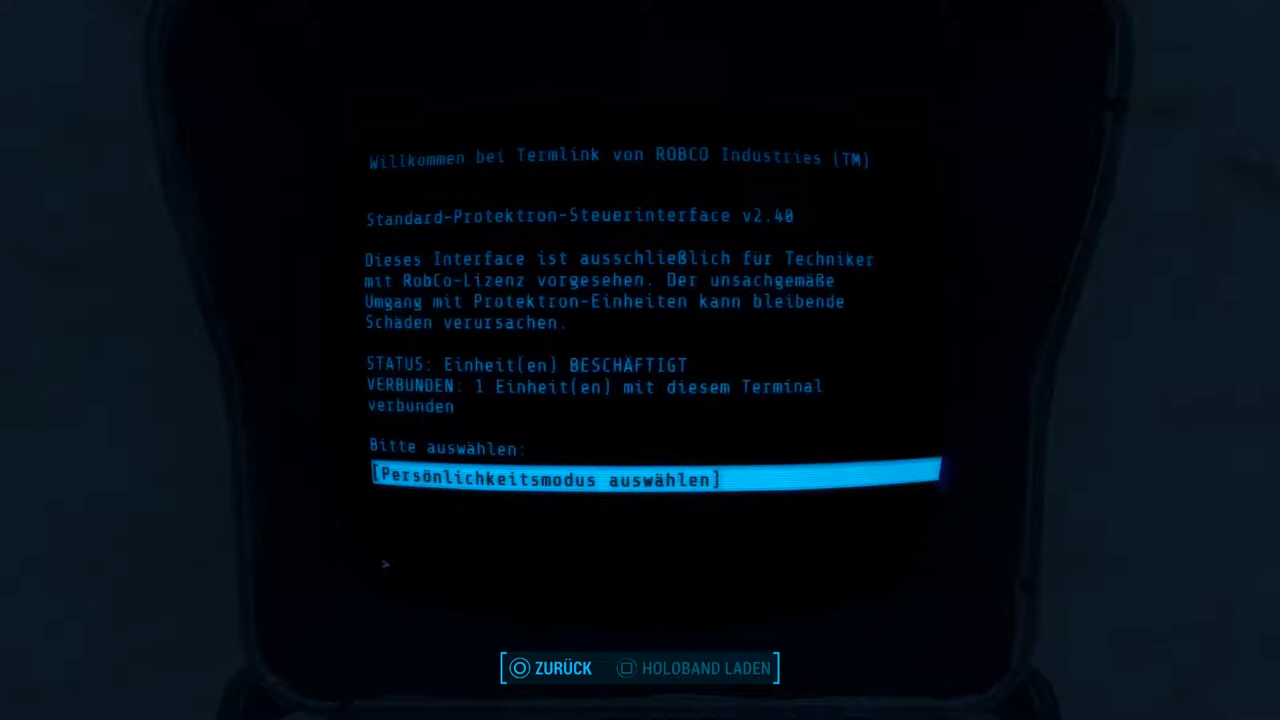 Willkommen bei Termlink von ROBCO Industries (TM)
Standard-Protektron-Steuerinterface v2.40
Dieses Interface ist ausschließlich für Techniker
mit RobCo-Lizenz vorgesehen. Der unsachgemäße
Umgang mit Protektron-Einheiten kann bleibende
Schäden verursachen.
STATUS: Einheit(en) BESCHÄFTIGT
VERBUNDEN: 1 Einheit(en) mit diesem Terminal
verbunden
Bitte auswählen:
[Persönlichkeitsmodus auswählen]
>
ZURÜCK HOLOBAND LADEN